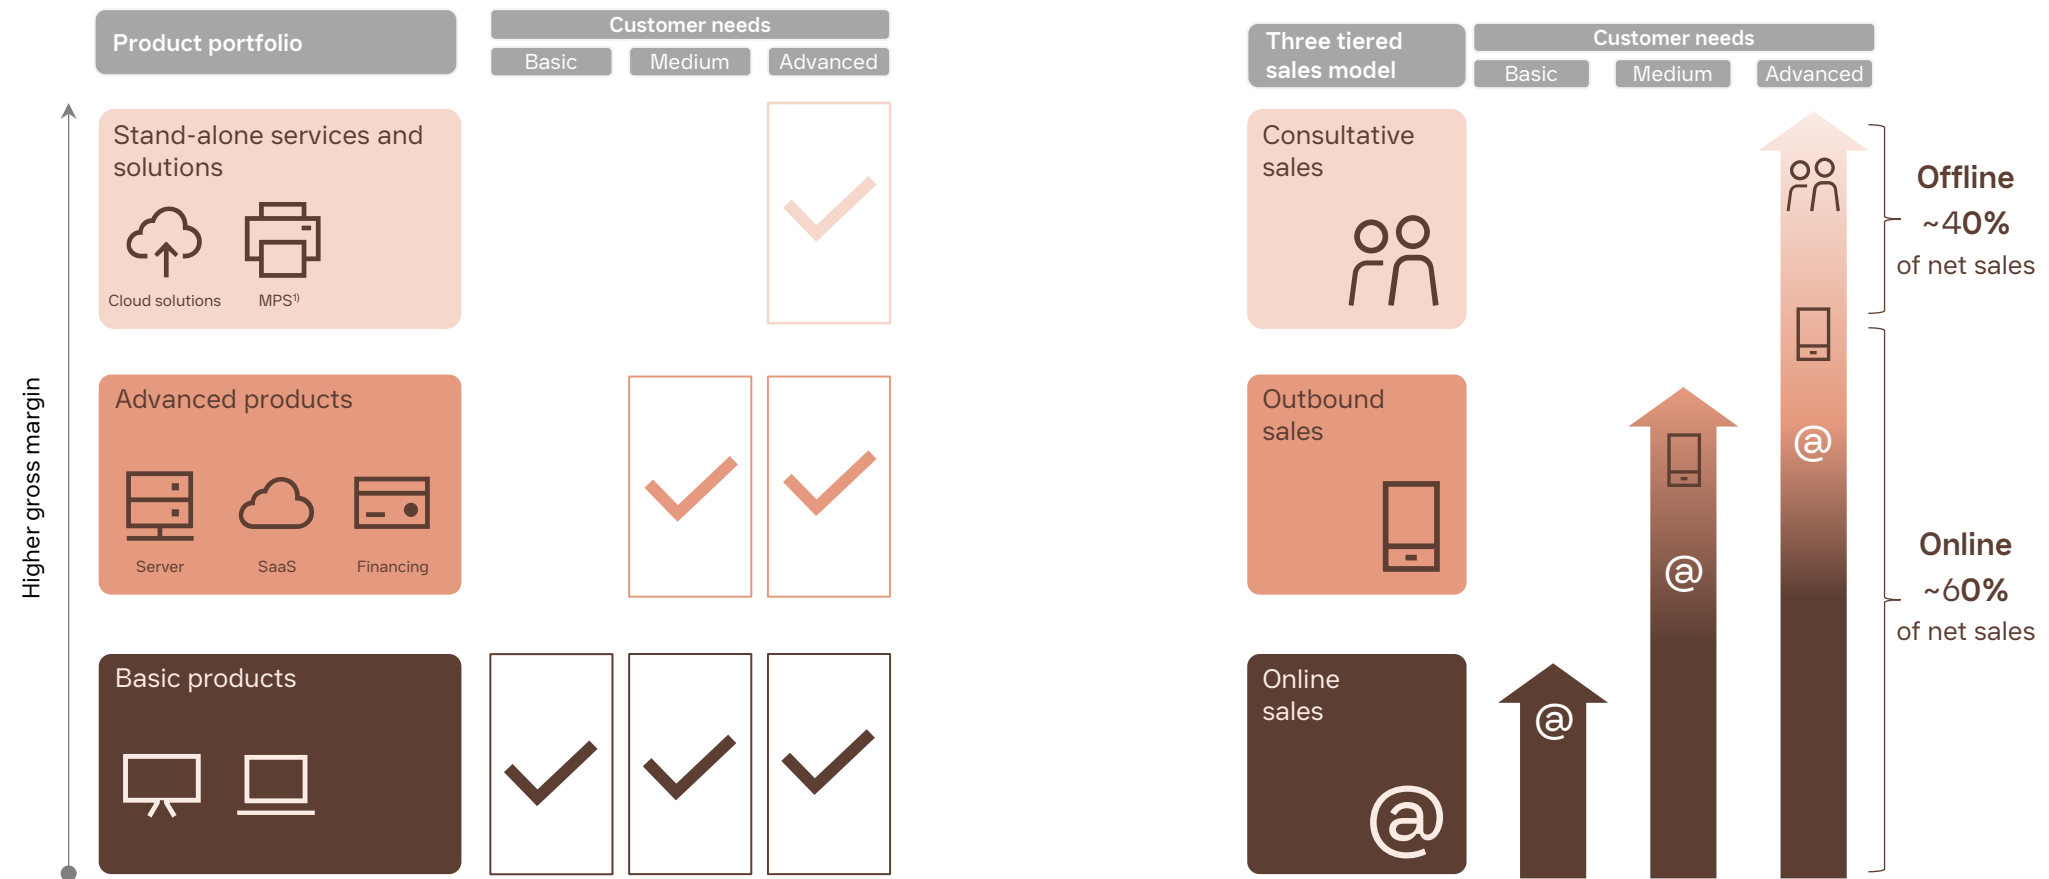 Product portfolio
Customer needs
Basic
Medium
Advanced
Higher gross margin
Stand-alone services and
solutions
Cloud solutions
MPS¹⁾
Advanced products
Server
SaaS
Financing
Basic products
Three tiered
sales model
Customer needs
Basic
Medium
Advanced
Consultative
sales
Outbound
sales
@
@
Online
sales
@
@
Offline
~40%
of net sales
Online
~60%
of net sales